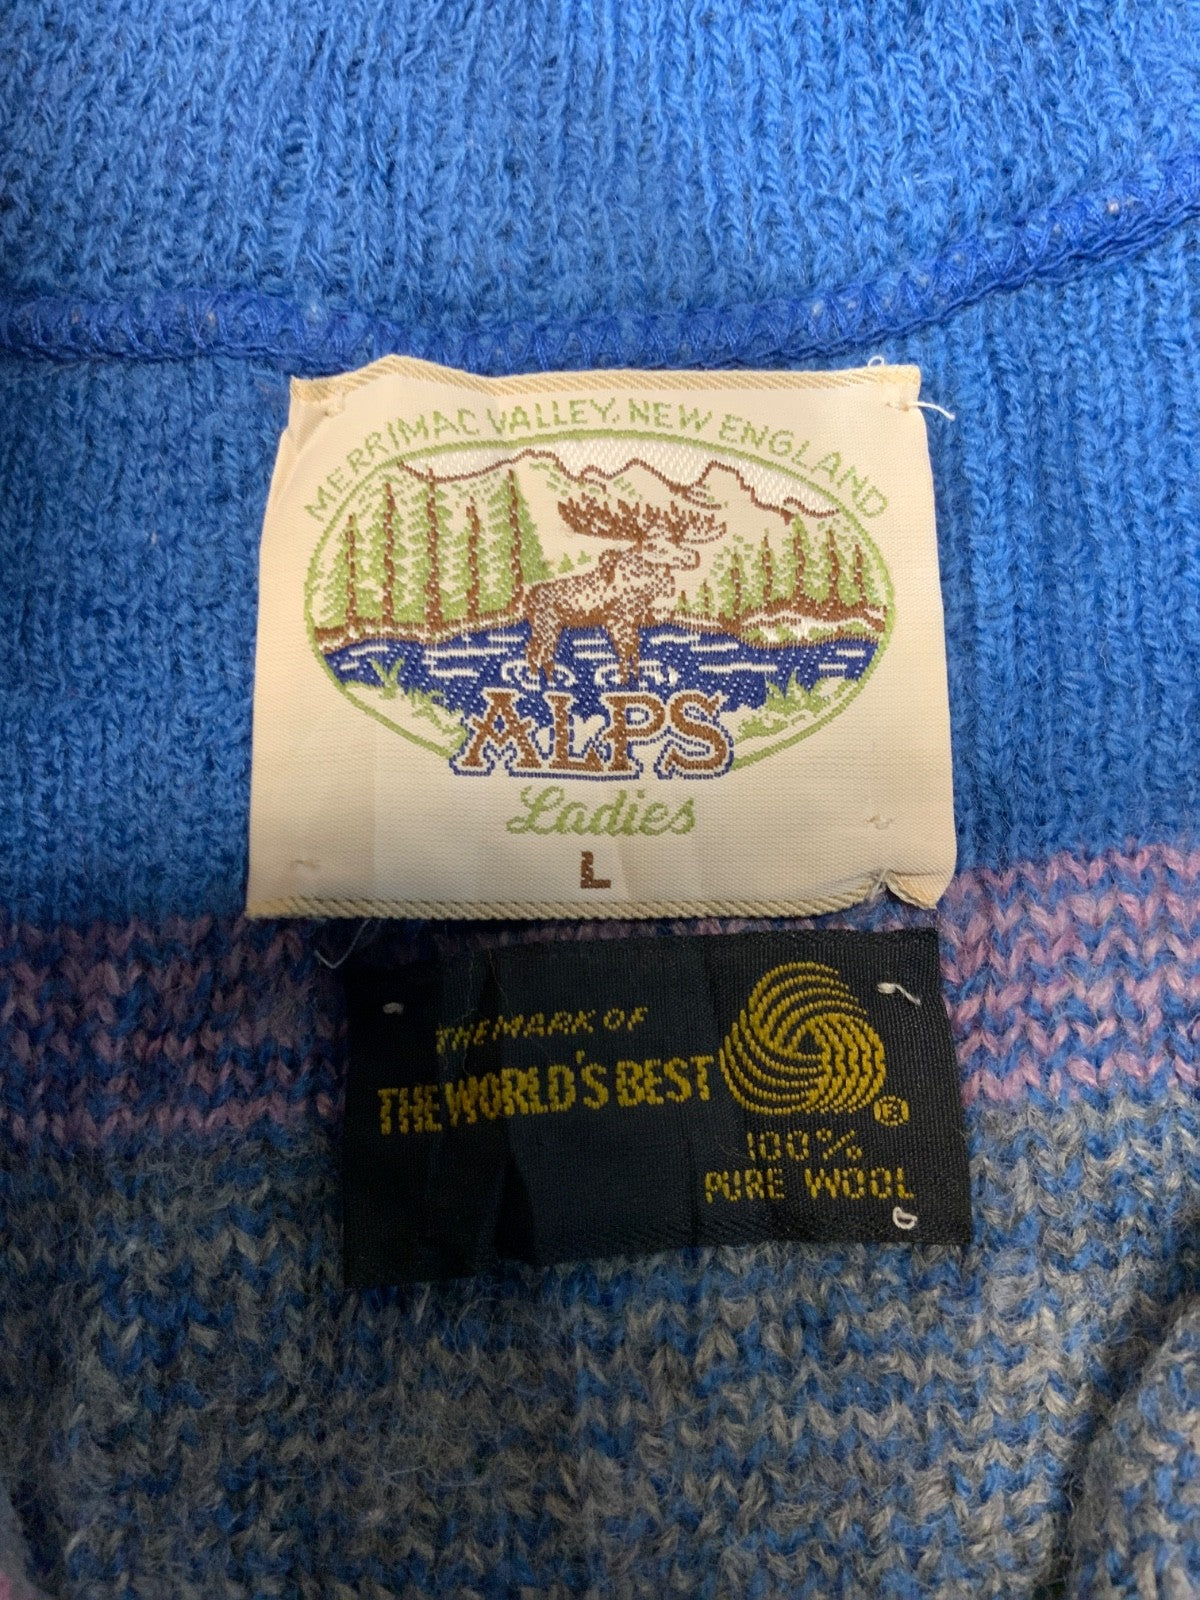 MERRIMAC VALLEY, NEW ENGLAND
ALPS
Ladies
L
THE MARK OF
THE WORLD'S BEST
100%
PURE WOOL